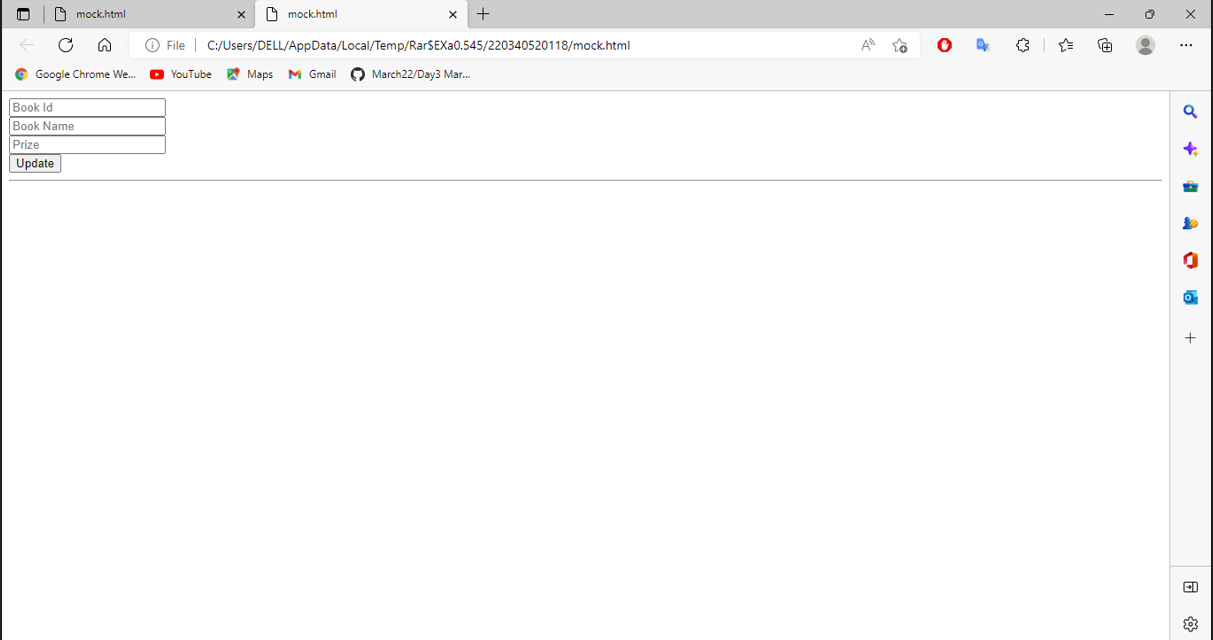 mock.html
mock.html
File
C:/Users/DELL/AppData/Local/Temp/Rar$EXa0.545/220340520118/mock.html
Google Chrome We...
YouTube
Maps
Gmail
March22/Day3 Mar...
Book Id
Book Name
Prize
Update